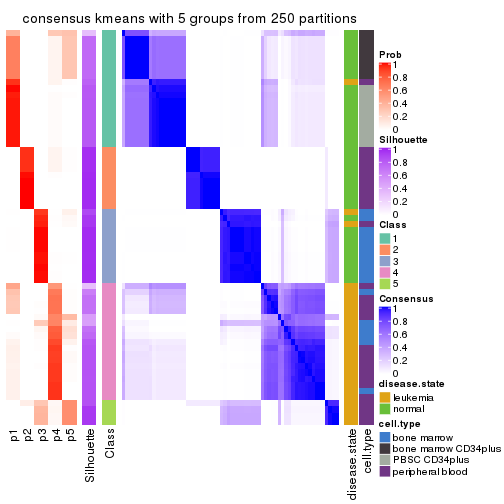 consensus kmeans with 5 groups from 250 partitions
Prob
1
0.8
0.6
0.4
0.2
0
Silhouette
1
0.8
0.6
0.4
0.2
0
Class
1
2
3
4
5
Consensus
1
0.8
0.6
0.4
0.2
0
disease.state
leukemia
normal
cell.type
bone marrow
bone marrow CD34plus
PBSC CD34plus
peripheral blood
p1
p2
p3
p4
p5
Silhouette
Class
disease.state
cell.type